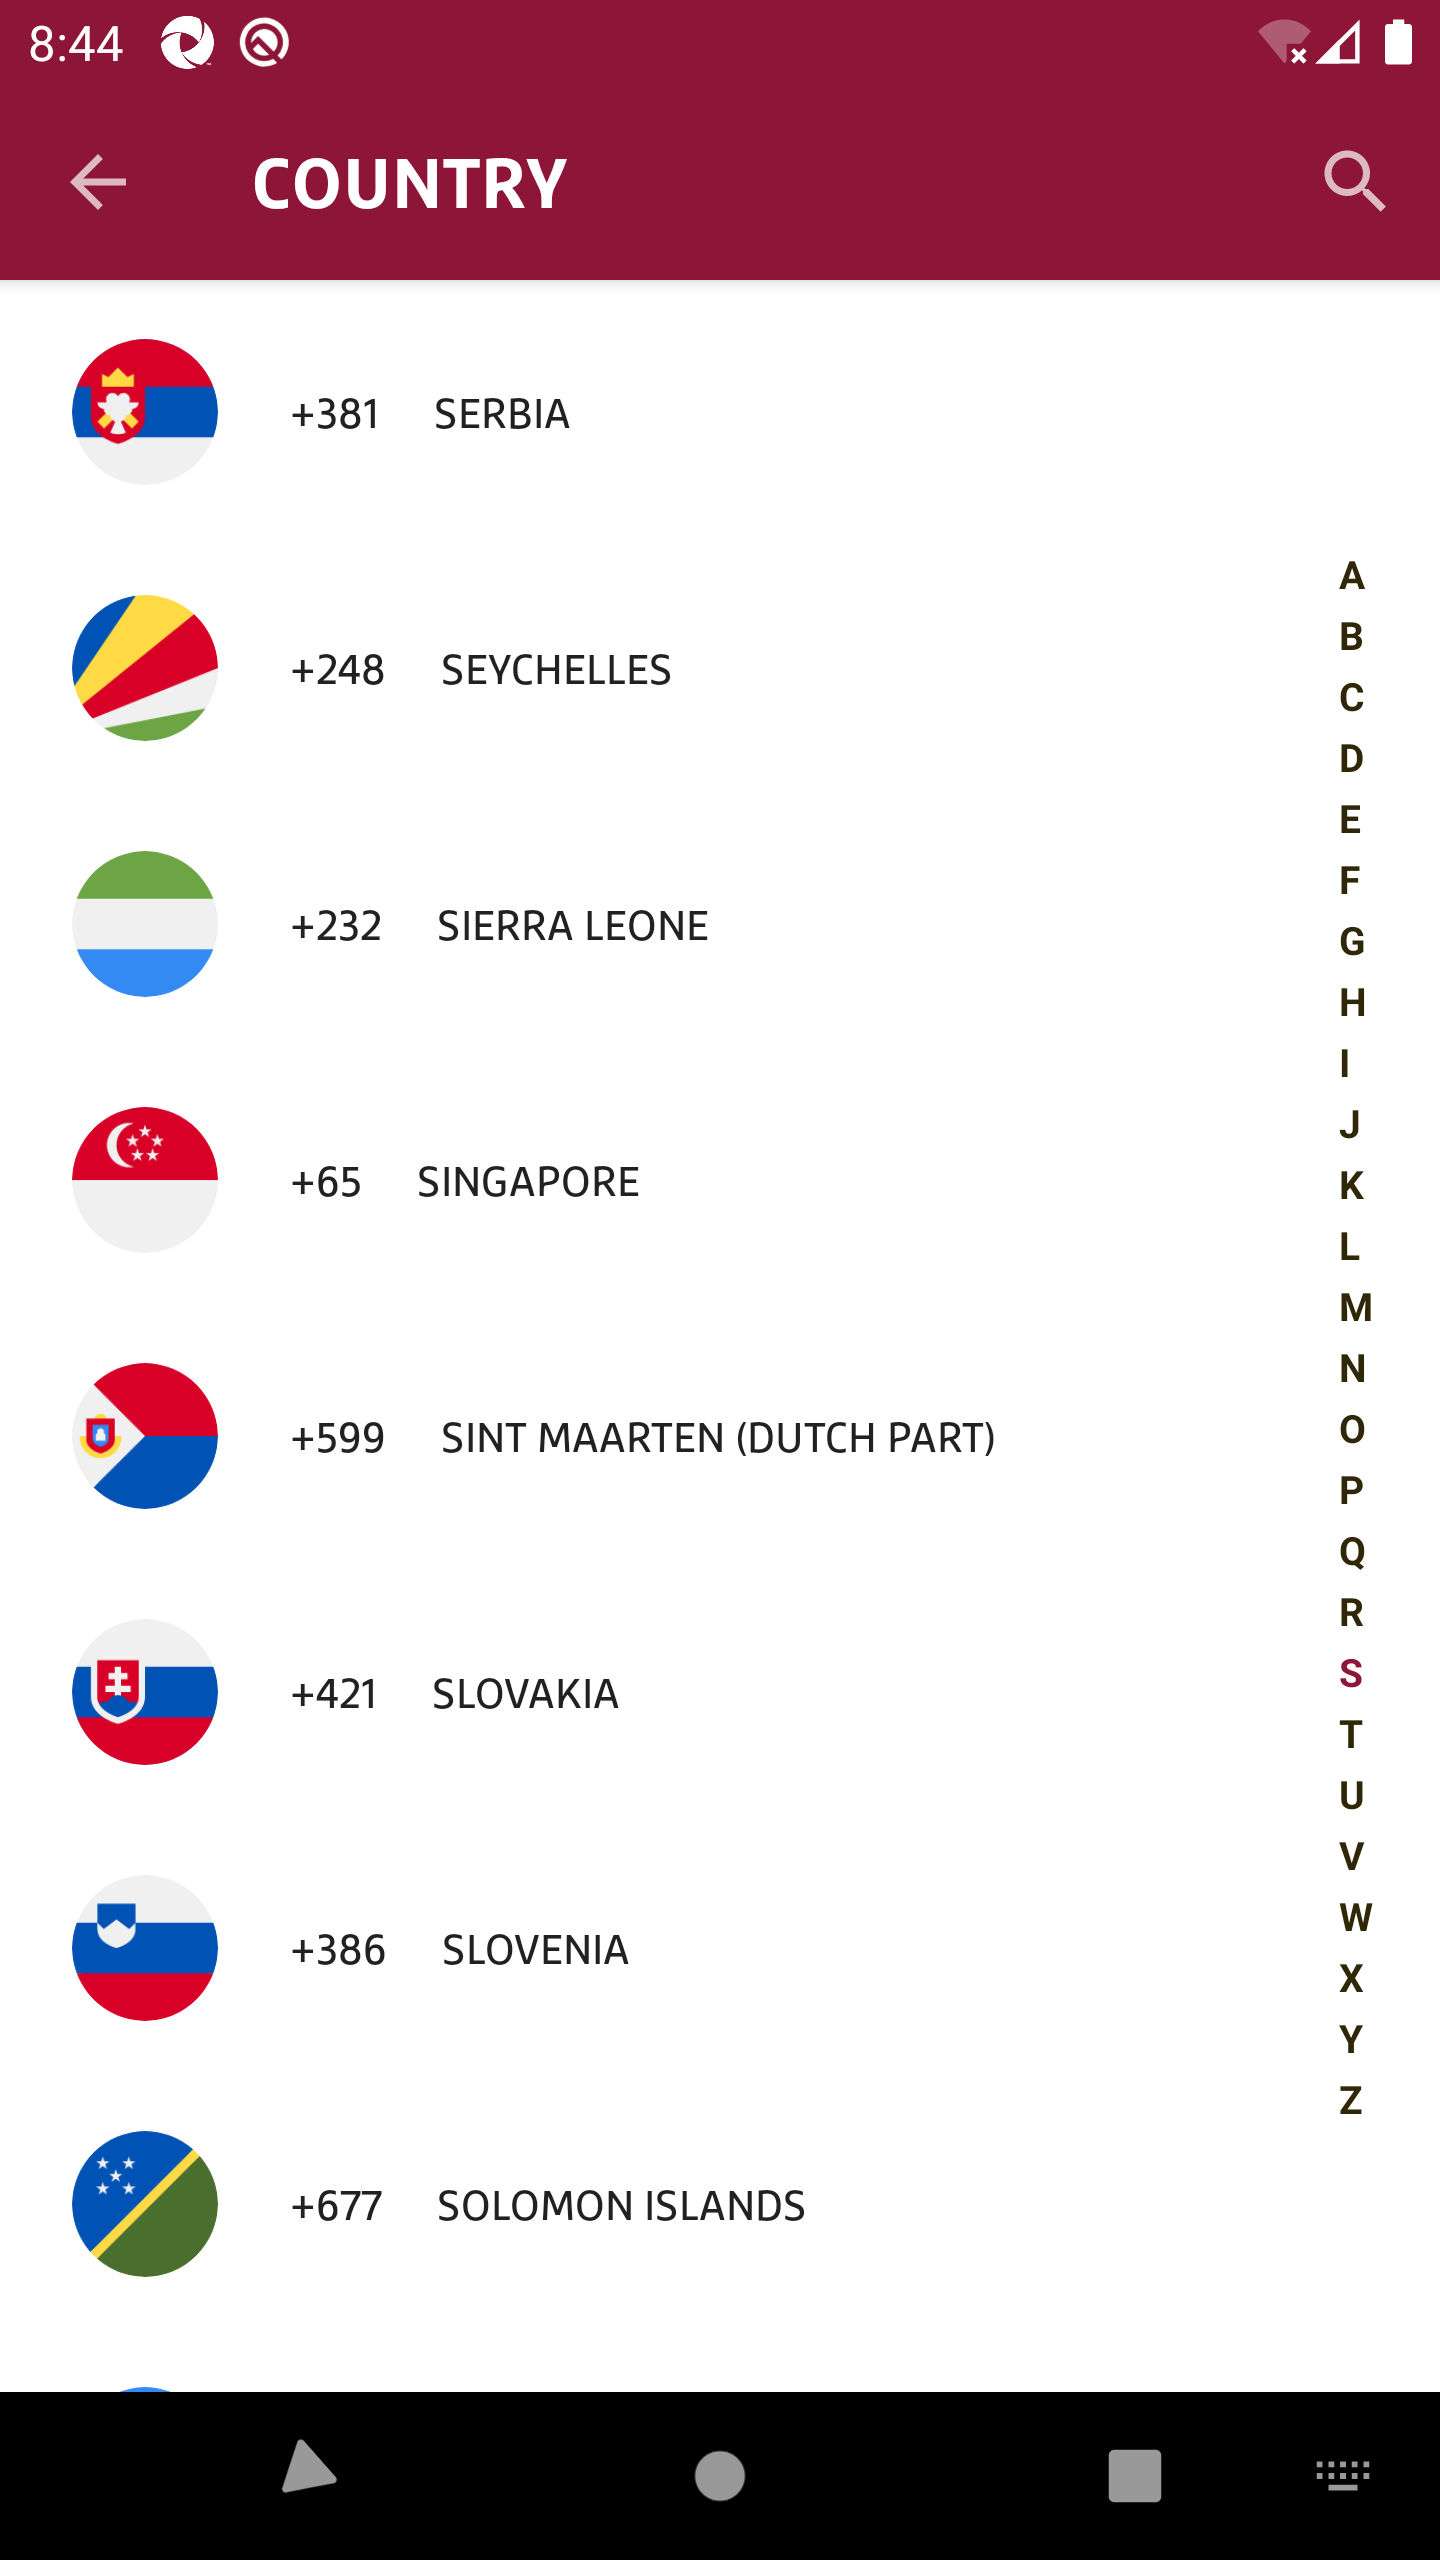 8:44
COUNTRY
+381 SERBIA
+248 SEYCHELLES
+232 SIERRA LEONE
+65 SINGAPORE
+599 SINT MAARTEN (DUTCH PART)
+421 SLOVAKIA
+386 SLOVENIA
+677 SOLOMON ISLANDS
A
B
C
D
E
F
G
H
I
J
K
L
M
N
O
P
Q
R
S
T
U
V
W
X
Y
Z